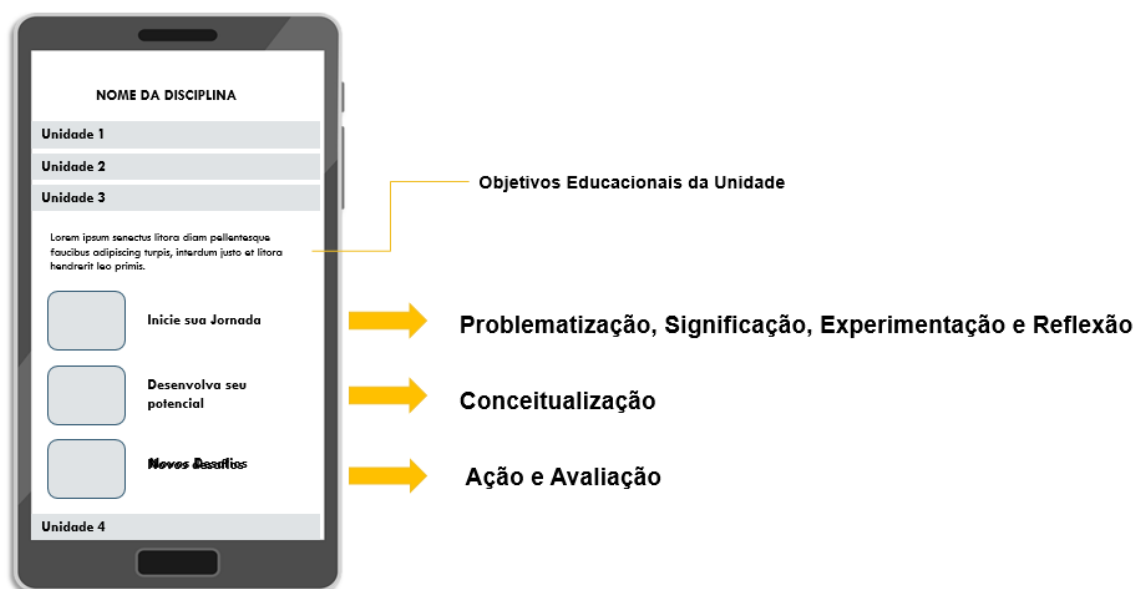 NOME DA DISCIPLINA
Unidade 1
Unidade 2
Unidade 3
Objetivos Educacionais da Unidade
Lorem ipsum senectus litora diam pellentesque
faucibus adipiscing turpis, interdum justo et litora
hendrerit leo primis.
Inicie sua Jornada
Problematização, Significação, Experimentação e Reflexão
Desenvolva seu
potencial
Conceitualização
Novos Desafios
Ação e Avaliação
Unidade 4